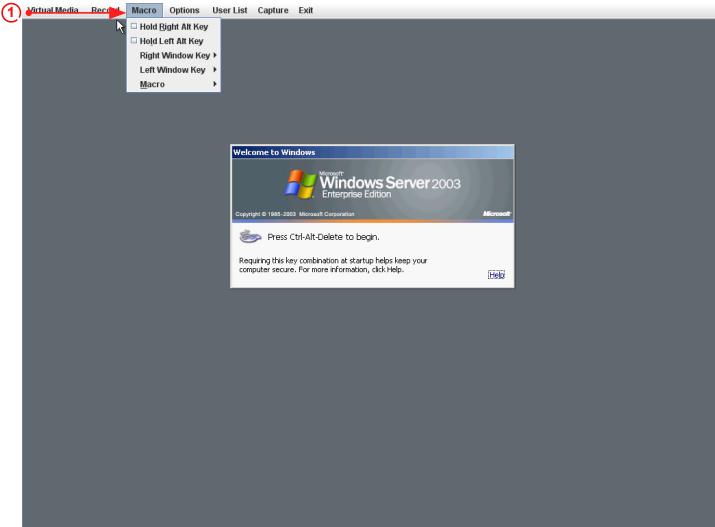 1
Virtual Media Record Macro Options User List Capture Exit
Hold Right Alt Key
Hold Left Alt Key
Right Window Key
Left Window Key
Macro
Welcome to Windows
Microsoft
Windows Server 2003
Enterprise Edition
Copyright © 1985-2003 Microsoft Corporation
Microsoft
Press Ctrl-Alt-Delete to begin.
Requiring this key combination at startup helps keep your
computer secure. For more information, click Help.
Help